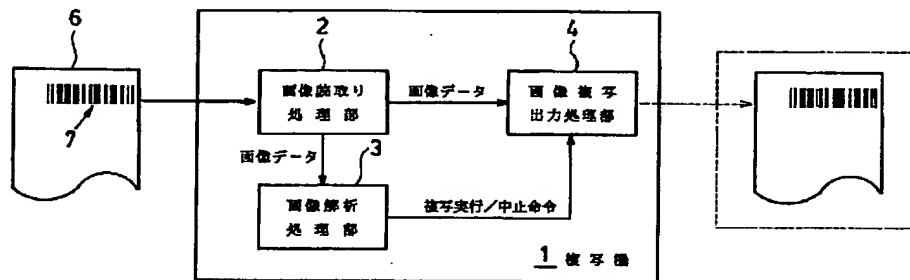 6
7
2
画像読取り
処理部
画像データ
4
画像複写
出力処理部
画像データ
3
画像解析
処理部
複写実行/中止命令
1 複写機